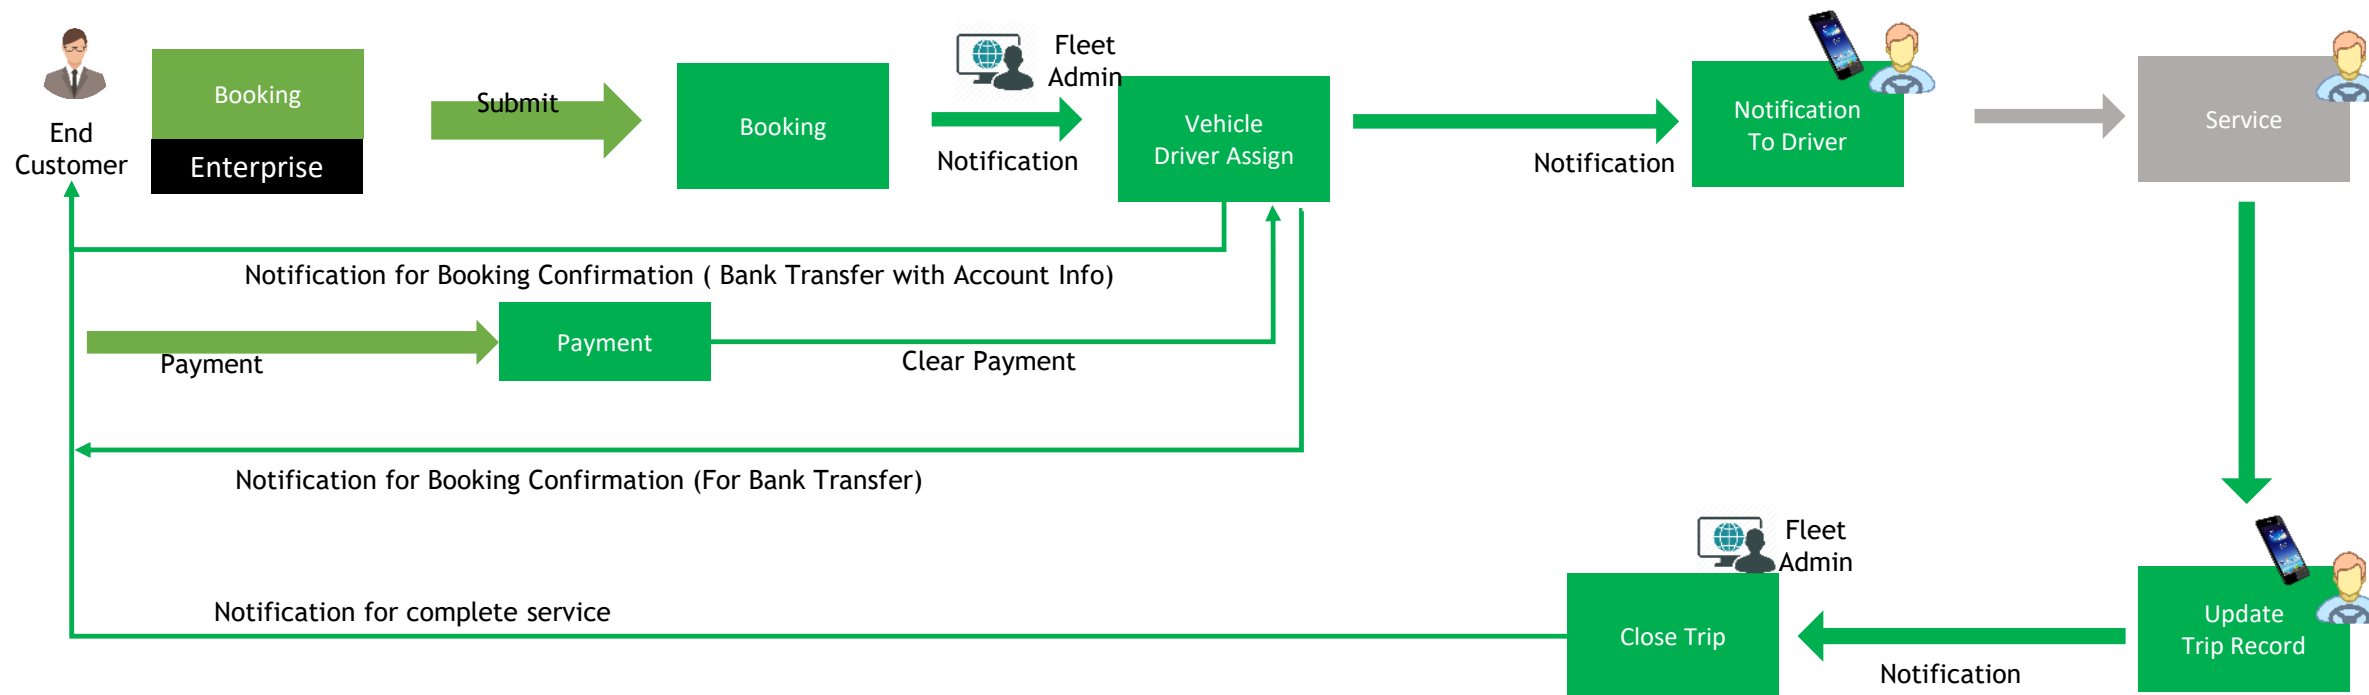 End
Customer
Booking
Enterprise
Submit
Booking
Fleet
Admin
Notification
Vehicle
Driver Assign
Notification
Notification
To Driver
Service
Notification for Booking Confirmation ( Bank Transfer with Account Info)
Payment
Payment
Clear Payment
Notification for Booking Confirmation (For Bank Transfer)
Fleet
Admin
Notification for complete service
Close Trip
Notification
Update
Trip Record